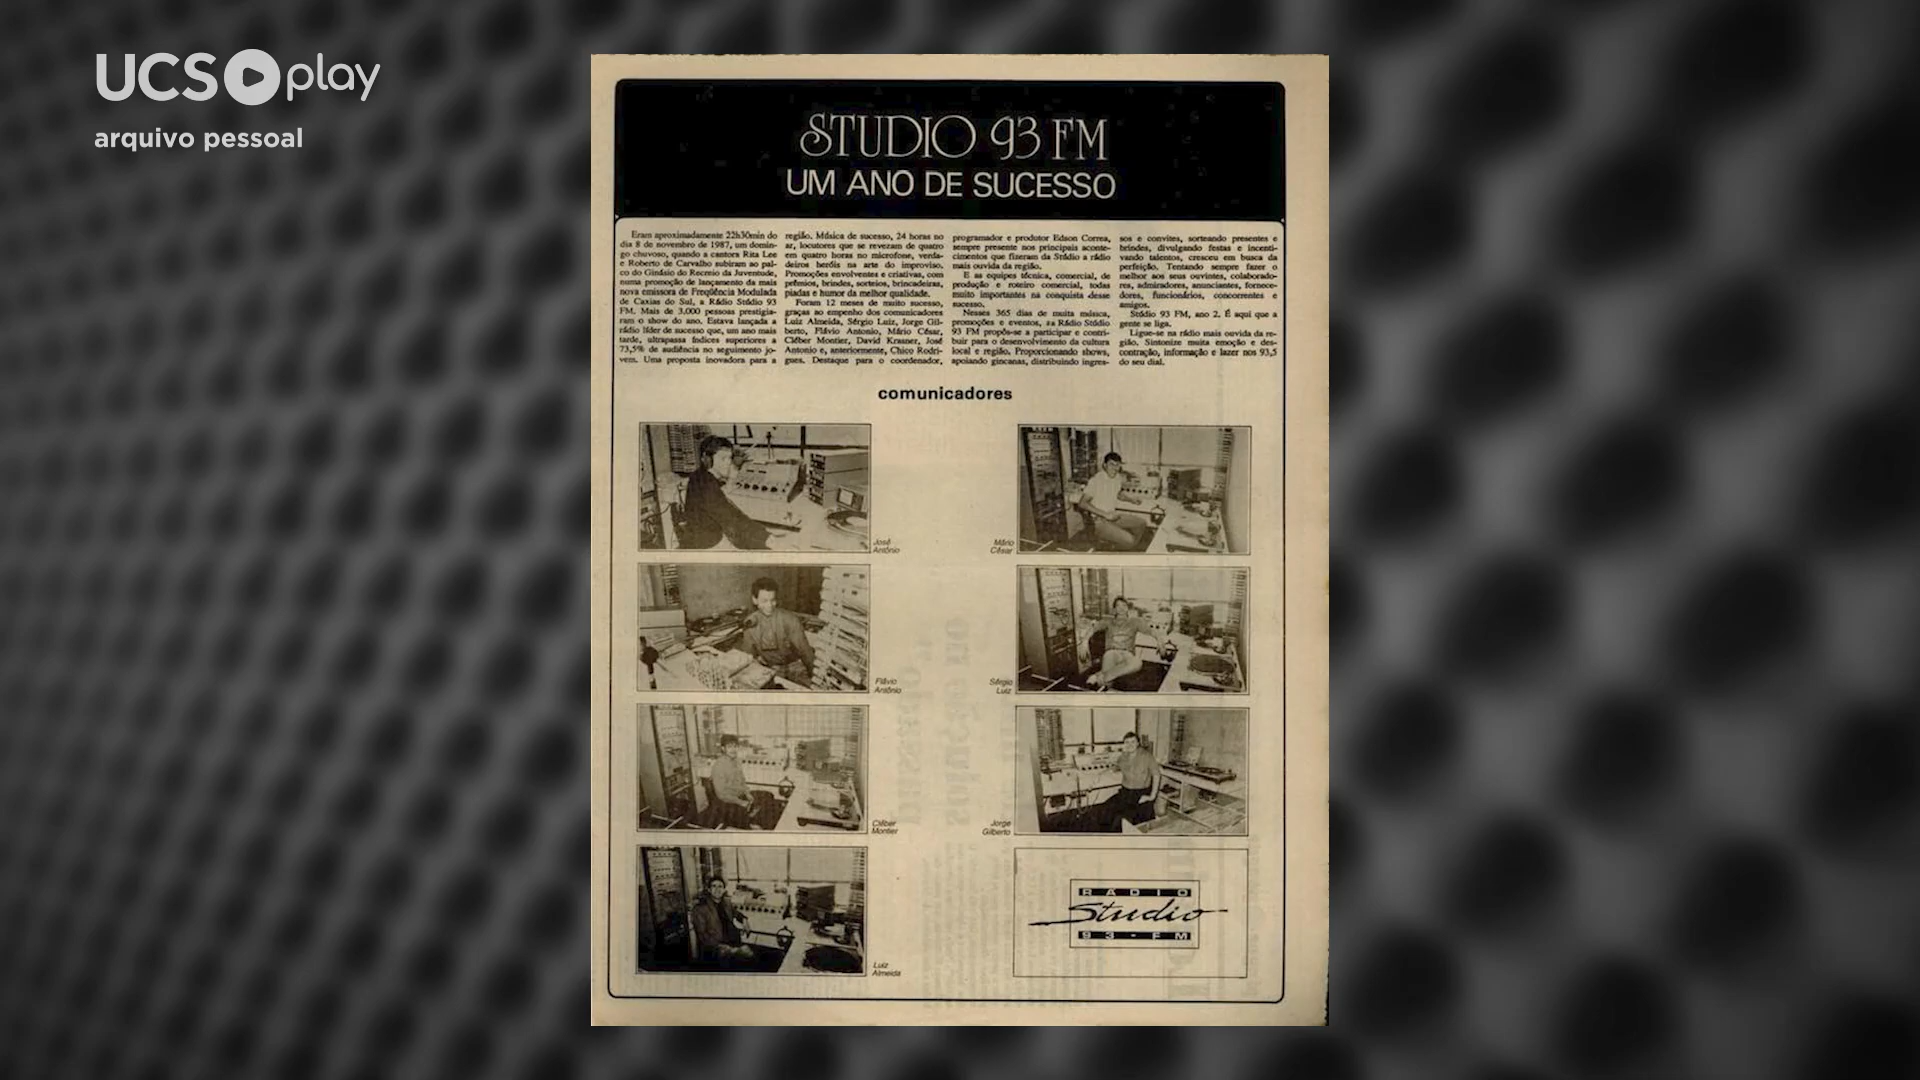 UCS play
arquivo pessoal
STUDIO 93 FM
UM ANO DE SUCESSO
Eram aproximadamente 22h30min do
dia 8 de novembro de 1987, um domin-
go chuvoso, quando a cantora Rita Lee
e Roberto de Carvalho subiram ao pal-
co do Ginásio do Recreio da Juventude,
numa promoção de lançamento da mais
nova emissora de Freqüência Modulada
de Caxias do Sul, a Rádio Stúdio 93
FM. Mais de 3.000 pessoas prestigia-
ram o show do ano. Estava lançada a
rádio líder de sucesso que, um ano mais
tarde, ultrapassa índices superiores a
73,5% de audiência no seguimento jo-
vem. Uma proposta inovadora para a
região. Música de sucesso, 24 horas no
ar, locutores que se revezam de quatro
em quatro horas no microfone, verda-
deiros heróis na arte do improviso.
Promoções envolventes e criativas, com
prêmios, brindes, sorteios, brincadeiras,
piadas e humor da melhor qualidade.
Foram 12 meses de muito sucesso,
graças ao empenho dos comunicadores
Luiz Almeida, Sérgio Luiz, Jorge Gil-
berto, Flávio Antonio, Mário César,
Cléber Montier, David Krasner, José
Antonio e, anteriormente, Chico Rodri-
gues. Destaque para o coordenador,
programador e produtor Edson Correa,
sempre presente nos principais aconte-
cimentos que fizeram da Stúdio a rádio
mais ouvida da região.
E as equipes técnica, comercial, de
produção e roteiro comercial, todas
muito importantes na conquista desse
sucesso.
Nesses 365 dias de muita música,
promoções e eventos, a Rádio Stúdio
93 FM propôs-se a participar e contri-
buir para o desenvolvimento da cultura
local e região. Proporcionando shows,
apoiando gincanas, distribuindo ingres-
sos e convites, sorteando presentes e
brindes, divulgando festas e incenti-
vando talentos, cresceu em busca da
perfeição. Tentando sempre fazer o
melhor aos seus ouvintes, colaborado-
res, admiradores, anunciantes, fornece-
dores, funcionários, concorrentes e
amigos.
Stúdio 93 FM, ano 2. É aqui que a
gente se liga.
Ligue-se na rádio mais ouvida da re-
gião. Sintonize muita emoção e des-
contração, informação e lazer nos 93,5
do seu dial.
comunicadores
José
Antônio
Mário
César
Flávio
Antônio
Sérgio
Luiz
Cléber
Montier
Jorge
Gilberto
Luiz
Almeida
RÁDIO
Studio
93 • FM